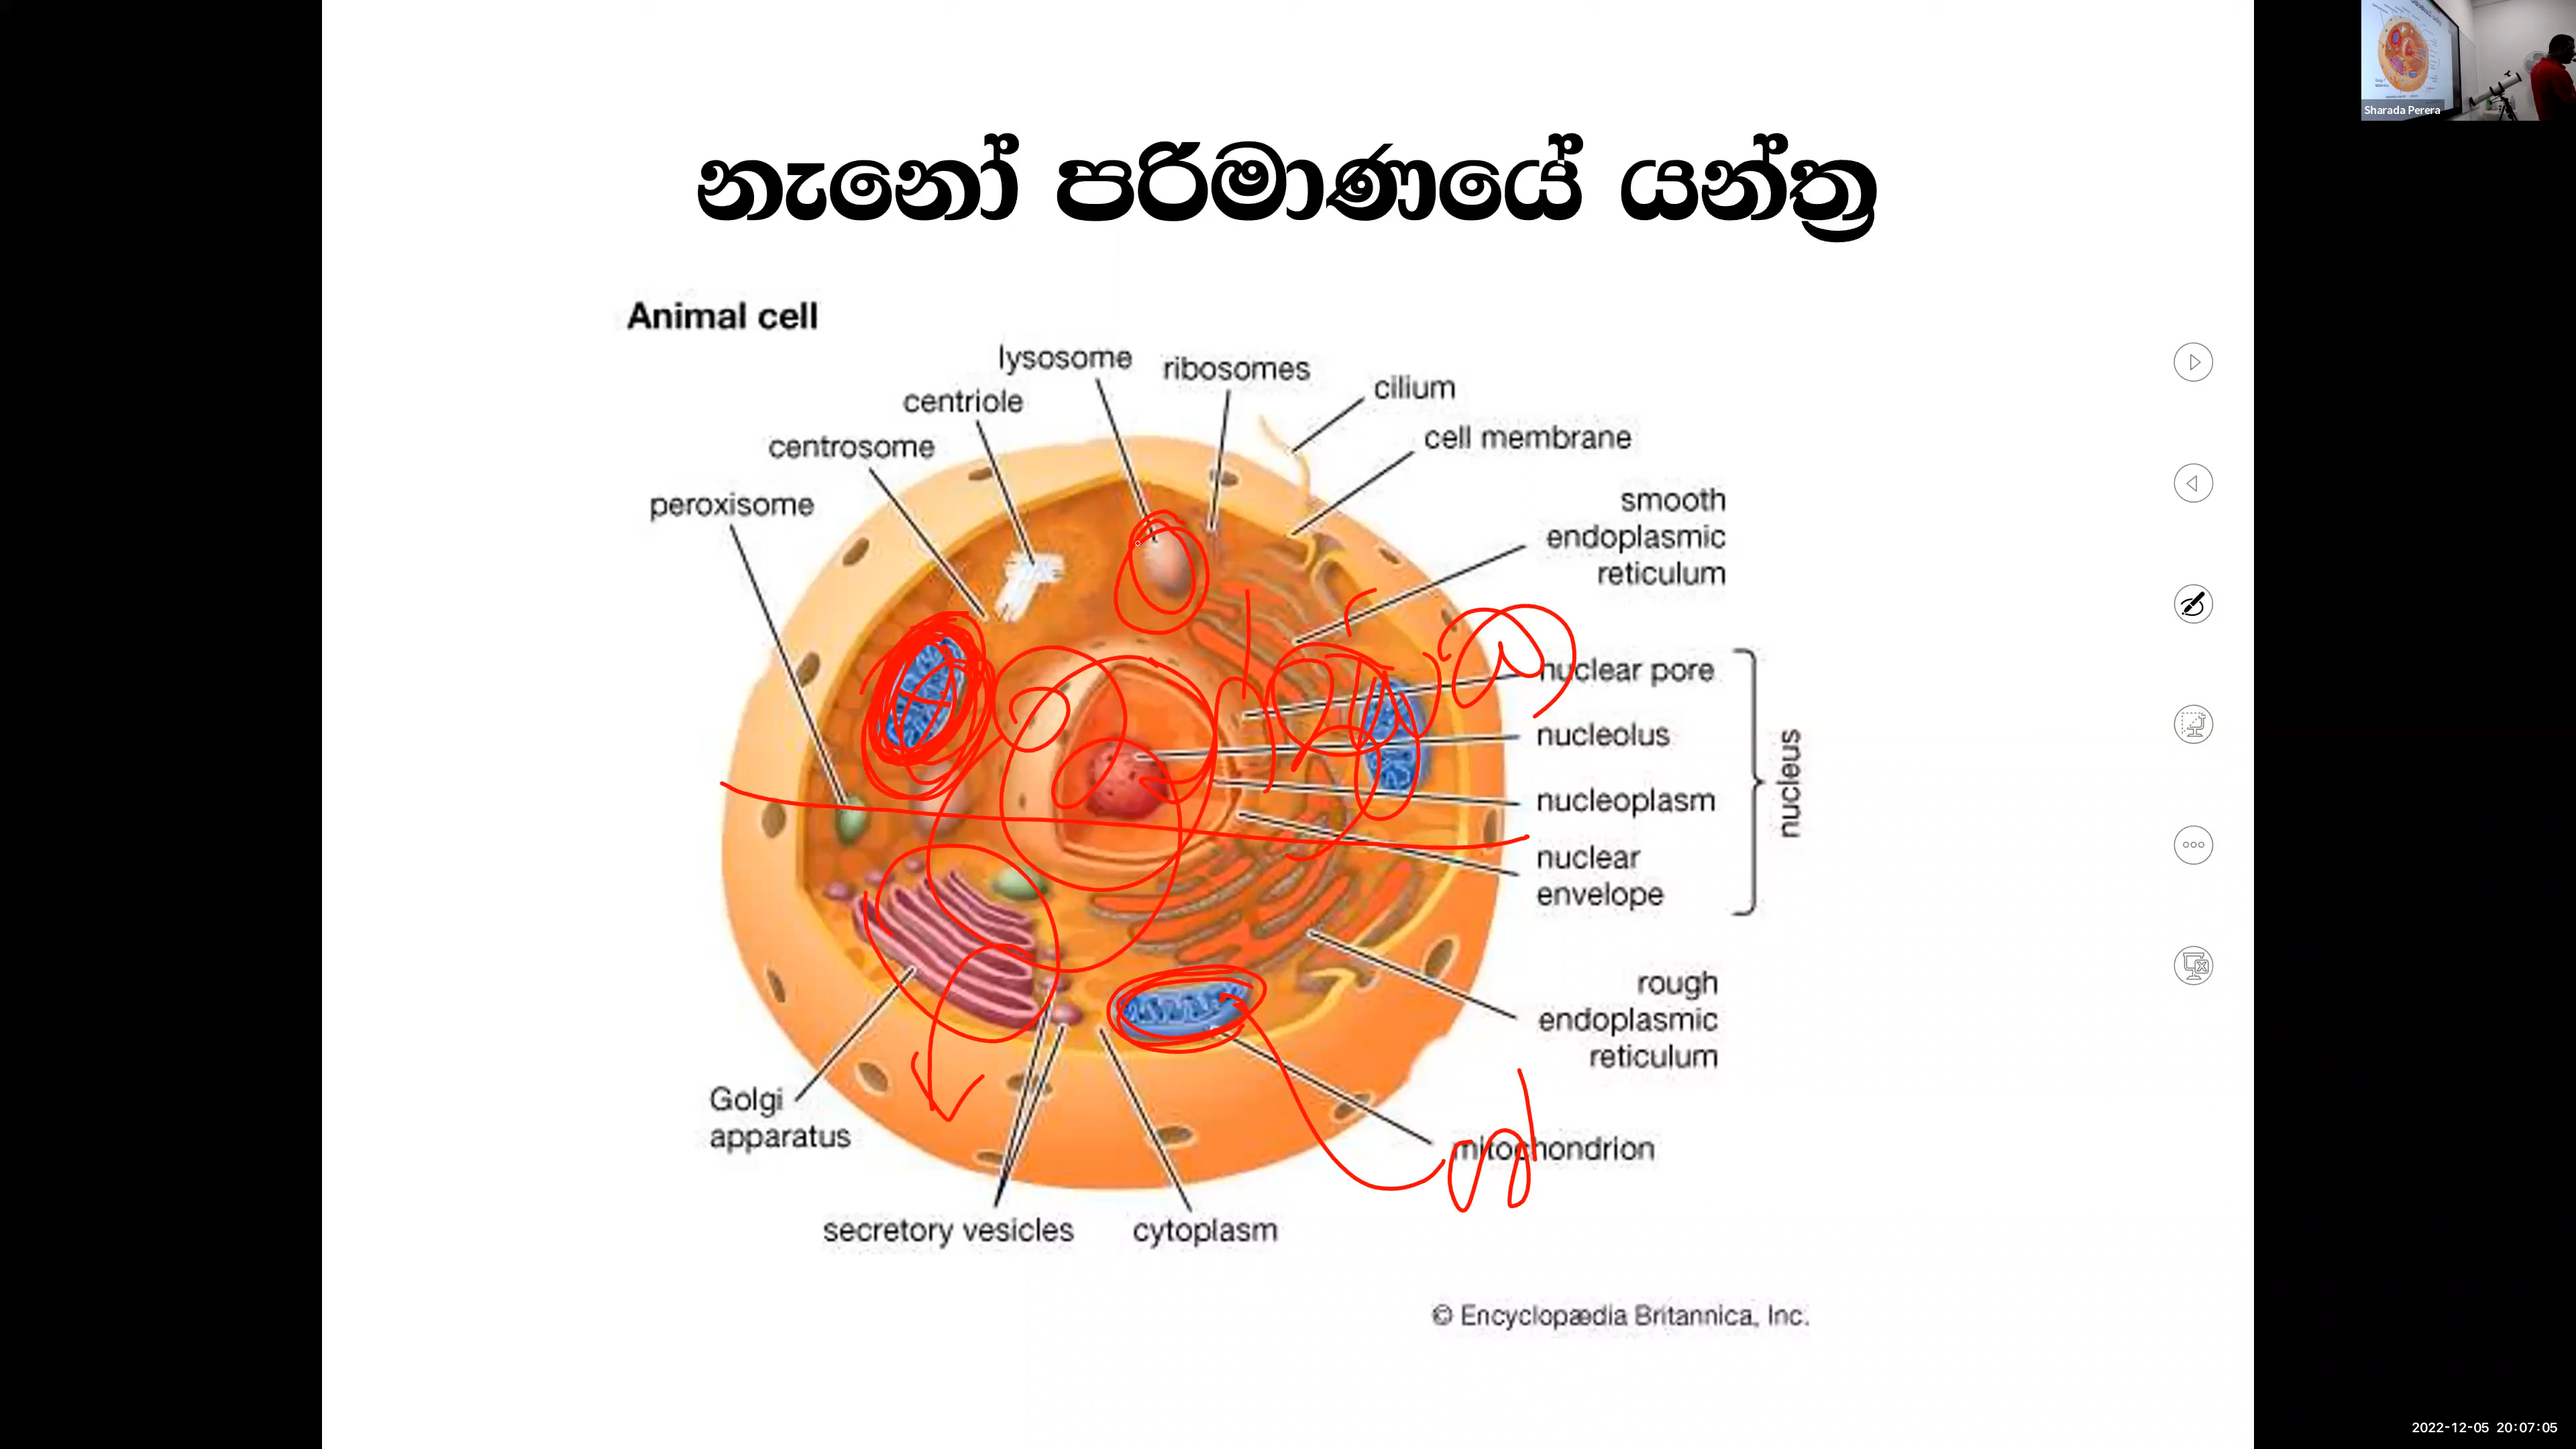 Sharada Perera
නැනෝ පරිමාණයේ යන්ත්‍ර
Animal cell
lysosome
ribosomes
cilium
centriole
cell membrane
centrosome
peroxisome
smooth
endoplasmic
reticulum
nuclear pore
nucleolus
nucleoplasm
nuclear
envelope
nucleus
rough
endoplasmic
reticulum
Golgi
apparatus
mitochondrion
secretory vesicles
cytoplasm
© Encyclopædia Britannica, Inc.
2022-12-05 20:07:05